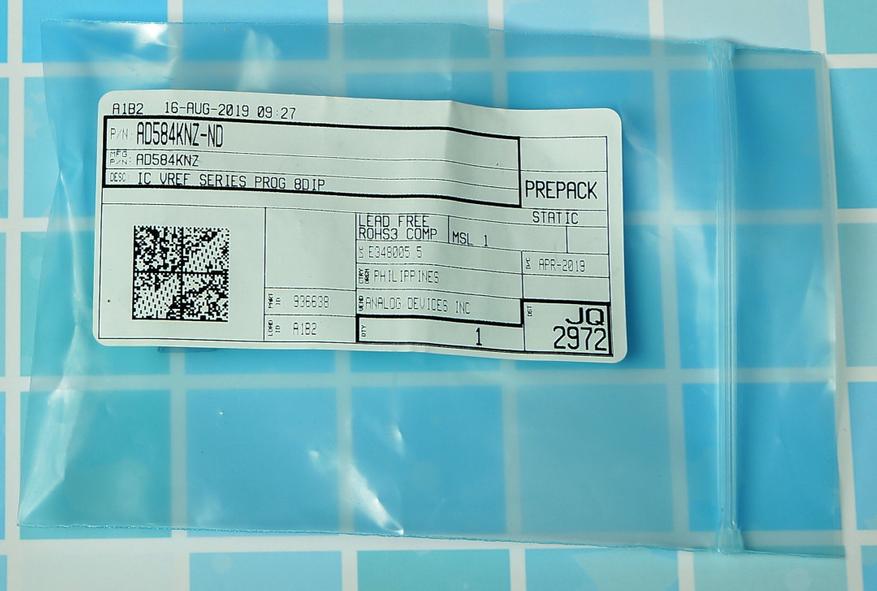 A1B2 16-AUG-2019 09:27
P/N: AD584KNZ-ND
MFG P/N: AD584KNZ
DESC: IC VREF SERIES PROG 8DIP
PREPACK
STATIC
LEAD FREE
ROHS3 COMP
MSL 1
E348005 5
APR-2019
PHILIPPINES
936638
ANALOG DEVICES INC
A1B2
QTY
1
JQ
2972